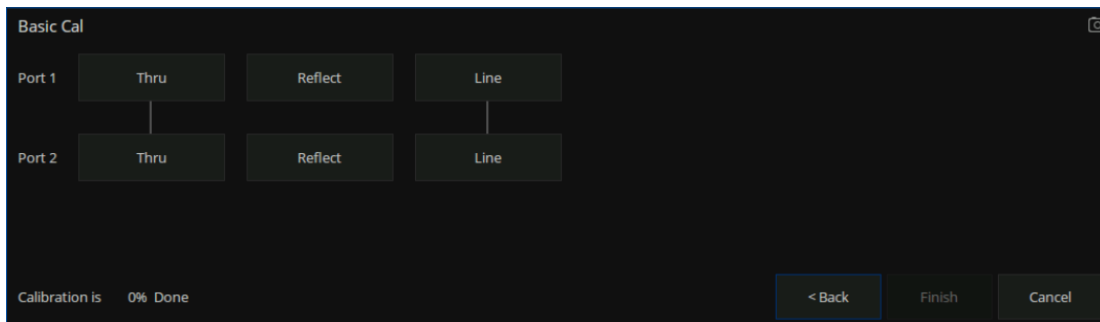 Basic Cal
Port 1 Thru Reflect Line
Port 2 Thru Reflect Line
Calibration is 0% Done < Back Finish Cancel